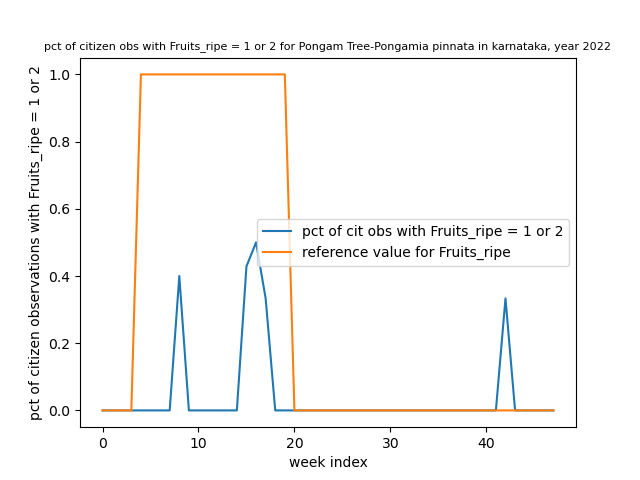 pct of citizen obs with Fruits_ripe = 1 or 2 for Pongam Tree-Pongamia pinnata in karnataka, year 2022
pct of citizen observations with Fruits_ripe = 1 or 2
1.0
0.8
0.6
0.4
0.2
0.0
pct of cit obs with Fruits_ripe = 1 or 2
reference value for Fruits_ripe
0
10
20
30
40
week index